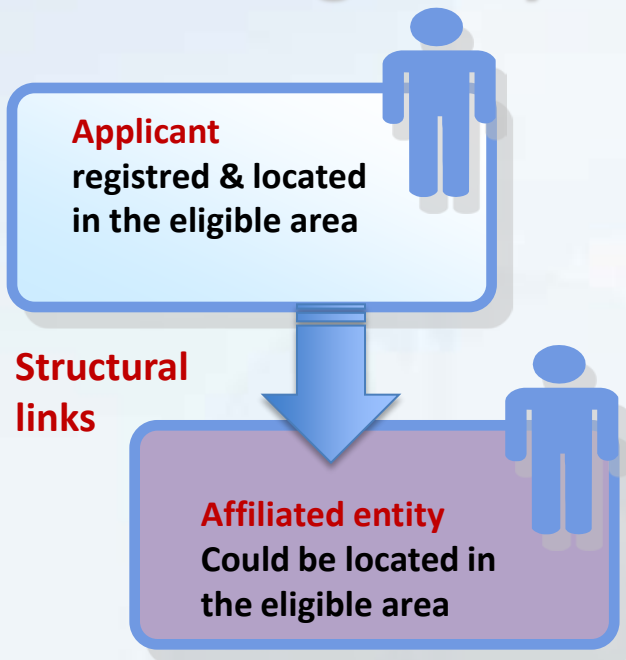 Applicant
registred & located
in the eligible area
Structural
links
Affiliated entity
Could be located in
the eligible area